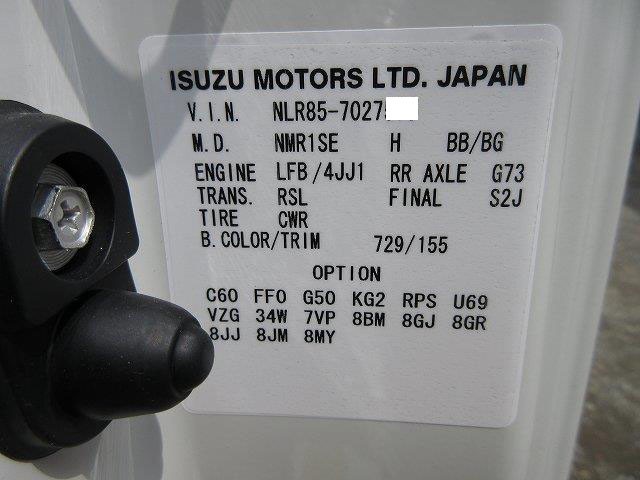 ISUZU MOTORS LTD. JAPAN
V.I.N. NLR85-7027
M.D. NMR1SE H BB/BG
ENGINE LFB/4JJ1 RR AXLE G73
TRANS. RSL FINAL S2J
TIRE CWR
B.COLOR/TRIM 729/155
OPTION
C60 FF0 G50 KG2 RPS U69
VZG 34W 7VP 8BM 8GJ 8GR
8JJ 8JM 8MY